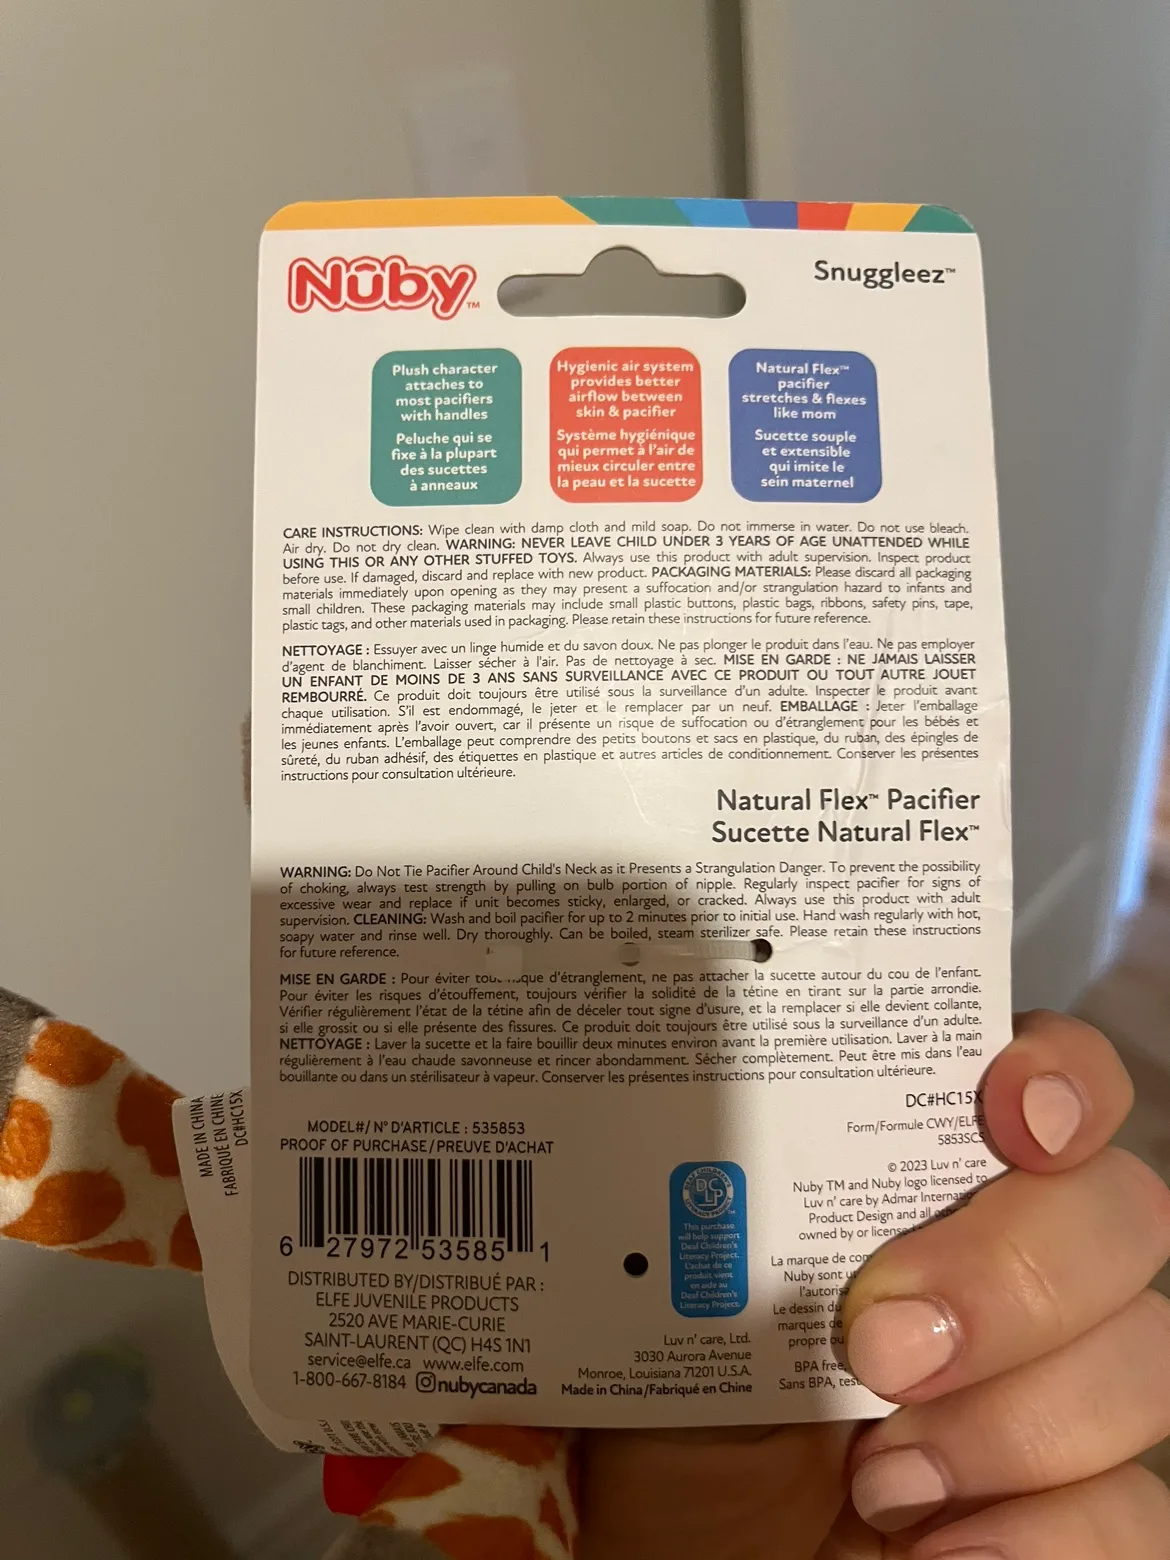 Nûby™
Snuggleez™
Plush character
attaches to
most pacifiers
with handles
Peluche qui se
fixe à la plupart
des sucettes
à anneaux
Hygienic air system
provides better
airflow between
skin & pacifier
Système hygiénique
qui permet à l'air de
mieux circuler entre
la peau et la sucette
Natural Flex™
pacifier
stretches & flexes
like mom
Sucette souple
et extensible
qui imite le
sein maternel
CARE INSTRUCTIONS: Wipe clean with damp cloth and mild soap. Do not immerse in water. Do not use bleach.
Air dry. Do not dry clean. WARNING: NEVER LEAVE CHILD UNDER 3 YEARS OF AGE UNATTENDED WHILE
USING THIS OR ANY OTHER STUFFED TOYS. Always use this product with adult supervision. Inspect product
before use. If damaged, discard and replace with new product. PACKAGING MATERIALS: Please discard all packaging
materials immediately upon opening as they may present a suffocation and/or strangulation hazard to infants and
small children. These packaging materials may include small plastic buttons, plastic bags, ribbons, safety pins, tape,
plastic tags, and other materials used in packaging. Please retain these instructions for future reference.
NETTOYAGE : Essuyer avec un linge humide et du savon doux. Ne pas plonger le produit dans l'eau. Ne pas employer
d'agent de blanchiment. Laisser sécher à l'air. Pas de nettoyage à sec. MISE EN GARDE : NE JAMAIS LAISSER
UN ENFANT DE MOINS DE 3 ANS SANS SURVEILLANCE AVEC CE PRODUIT OU TOUT AUTRE JOUET
REMBOURRÉ. Ce produit doit toujours être utilisé sous la surveillance d'un adulte. Inspecter le produit avant
chaque utilisation. S'il est endommagé, le jeter et le remplacer par un neuf. EMBALLAGE : Jeter l'emballage
immédiatement après l'avoir ouvert, car il présente un risque de suffocation ou d'étranglement pour les bébés et
les jeunes enfants. L'emballage peut comprendre des petits boutons et sacs en plastique, du ruban, des épingles de
sûreté, du ruban adhésif, des étiquettes en plastique et autres articles de conditionnement. Conserver les présentes
instructions pour consultation ultérieure.
Natural Flex™ Pacifier
Sucette Natural Flex™
WARNING: Do Not Tie Pacifier Around Child's Neck as it Presents a Strangulation Danger. To prevent the possibility
of choking, always test strength by pulling on bulb portion of nipple. Regularly inspect pacifier for signs of
excessive wear and replace if unit becomes sticky, enlarged, or cracked. Always use this product with adult
supervision. CLEANING: Wash and boil pacifier for up to 2 minutes prior to initial use. Hand wash regularly with hot,
soapy water and rinse well. Dry thoroughly. Can be boiled, steam sterilizer safe. Please retain these instructions
for future reference.
MISE EN GARDE : Pour éviter d'étranglement, ne pas attacher la sucette autour du cou de l'enfant.
Pour éviter les risques d'étouffement, toujours vérifier la solidité de la tétine en tirant sur la partie arrondie.
Vérifier régulièrement l'état de la tétine afin de déceler tout signe d'usure, et la remplacer si elle devient collante,
si elle grossit ou si elle présente des fissures. Ce produit doit toujours être utilisé sous la surveillance d'un adulte.
NETTOYAGE : Laver la sucette et la faire bouillir deux minutes environ avant la première utilisation. Laver à la main
régulièrement à l'eau chaude savonneuse et rincer abondamment. Sécher complètement. Peut être mis dans l'eau
bouillante ou dans un stérilisateur à vapeur. Conserver les présentes instructions pour consultation ultérieure.
MADE IN CHINA
FABRIQUÉ EN CHINE
DC#HC15X
MODEL#/ N° D'ARTICLE : 535853
PROOF OF PURCHASE/PREUVE D'ACHAT
6 27972 53585 1
DISTRIBUTED BY/DISTRIBUÉ PAR :
ELFE JUVENILE PRODUCTS
2520 AVE MARIE-CURIE
SAINT-LAURENT (QC) H4S 1N1
service@elfe.ca www.elfe.com
1-800-667-8184 nubycanada
DCLP
This purchase
will help support
Deaf Children's
Literacy Project.
L'achat de ce
produit vient
en aide au
Deaf Children's
Literacy Project.
Luv n' care, Ltd.
3030 Aurora Avenue
Monroe, Louisiana 71201 U.S.A.
Made in China/Fabriqué en Chine
DC#HC15X
Form/Formule CWY/ELFE
5853SCS
© 2023 Luv n' care
Nuby TM and Nuby logo licensed to
Luv n' care by Admar
Product Design and all
owned by or
La marque de
Nuby sont
Le dessin du
marques de
propre ou
BPA free,
Sans BPA,